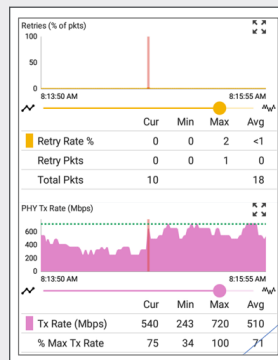 Retries (% of pkts)
100
50
0
8:13:50 AM 8:15:55 AM
Cur Min Max Avg
Retry Rate % 0 0 2 <1
Retry Pkts 0 0 1 0
Total Pkts 10 18
PHY Tx Rate (Mbps)
600
400
200
0
8:13:50 AM 8:15:55 AM
Cur Min Max Avg
Tx Rate (Mbps) 540 243 720 510
% Max Tx Rate 75 34 100 71